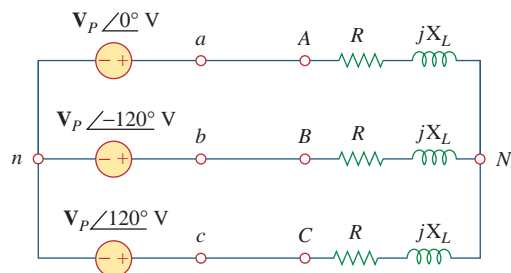 V_P ∠0° V
a A R jX_L
− +
V_P ∠−120° V
b B R jX_L
n − + N
V_P ∠120° V
c C R jX_L
− +